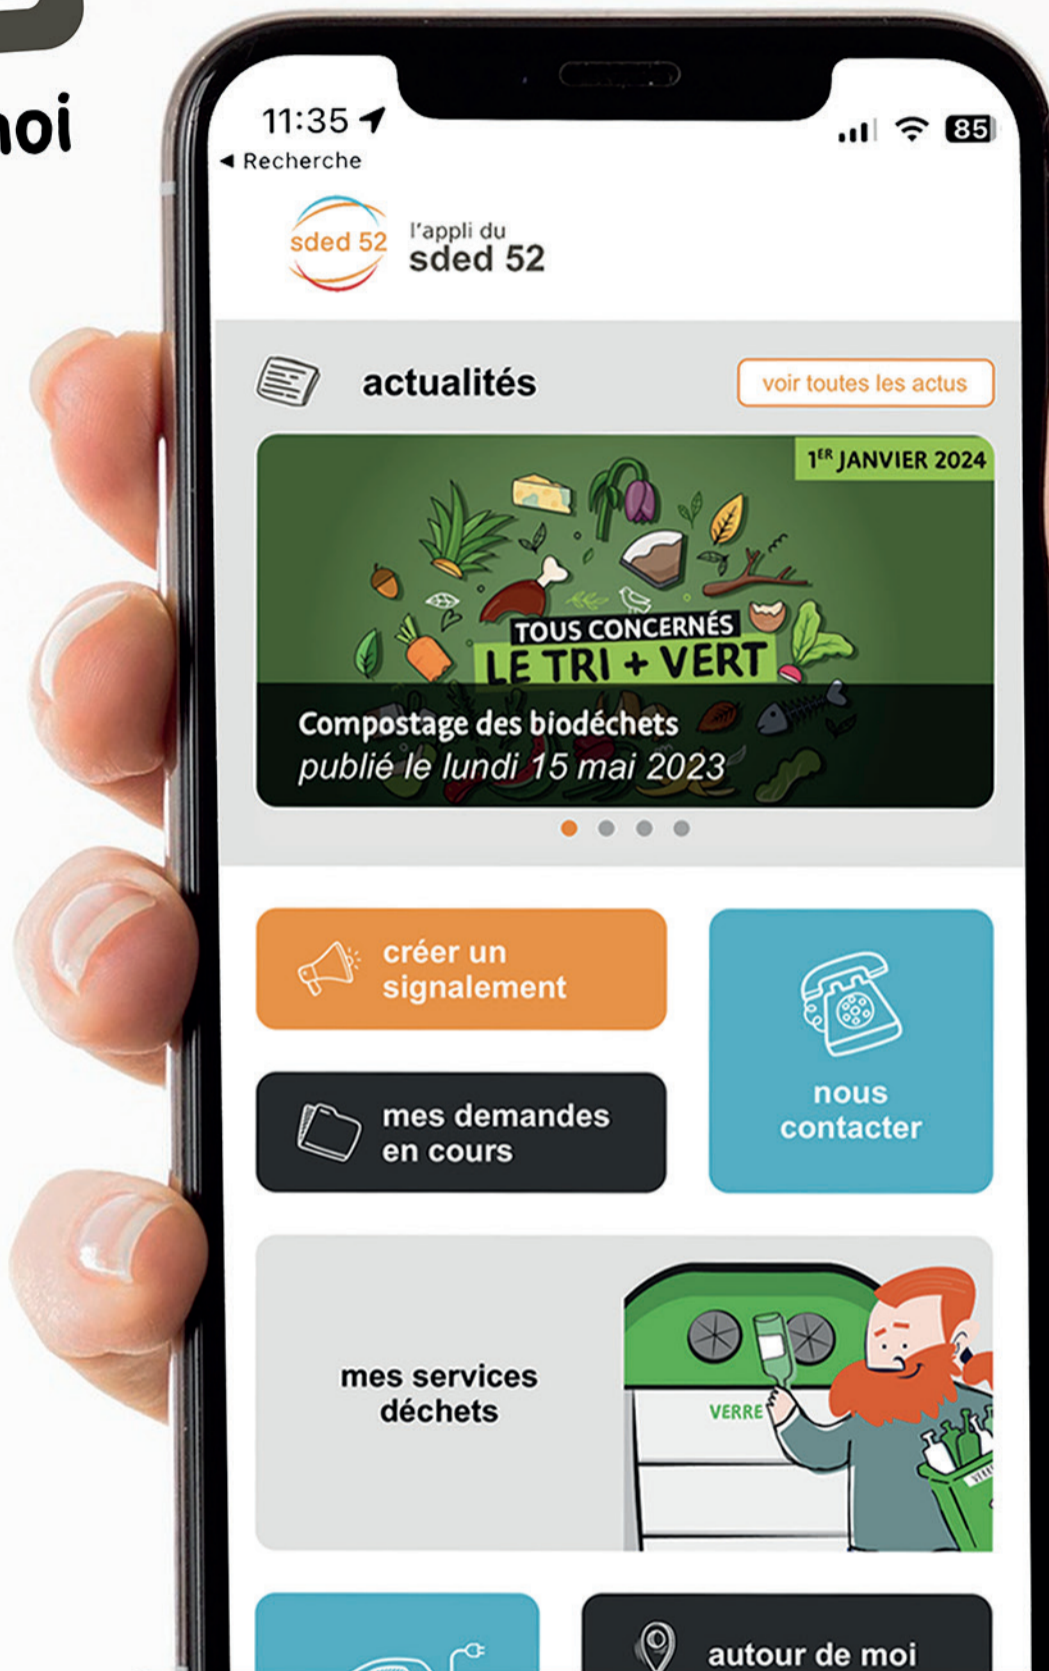 11:35
85
◄ Recherche
sded 52
l'appli du
sded 52
actualités
voir toutes les actus
1ER JANVIER 2024
TOUS CONCERNÉS
LE TRI + VERT
Compostage des biodéchets
publié le lundi 15 mai 2023
créer un
signalement
mes demandes
en cours
nous
contacter
mes services
déchets
VERRE
autour de moi